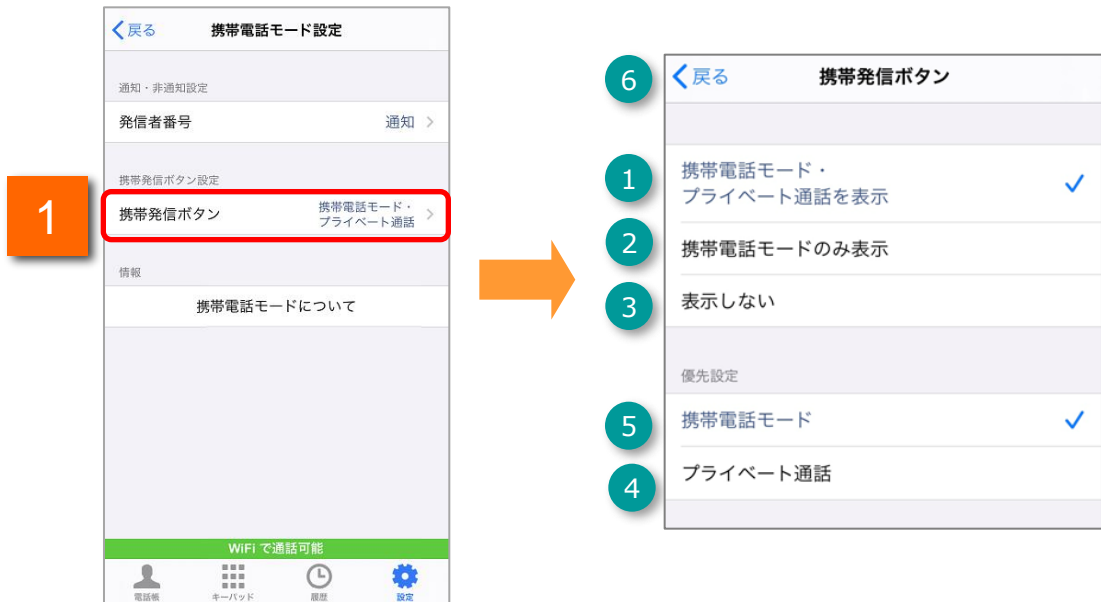 戻る
携帯電話モード設定
通知・非通知設定
発信者番号
通知
携帯発信ボタン設定
1
携帯発信ボタン
携帯電話モード・
プライベート通話
情報
携帯電話モードについて
WiFi で通話可能
電話帳
キーパッド
履歴
設定
6
戻る
携帯発信ボタン
1
携帯電話モード・
プライベート通話を表示
2
携帯電話モードのみ表示
3
表示しない
優先設定
5
携帯電話モード
4
プライベート通話